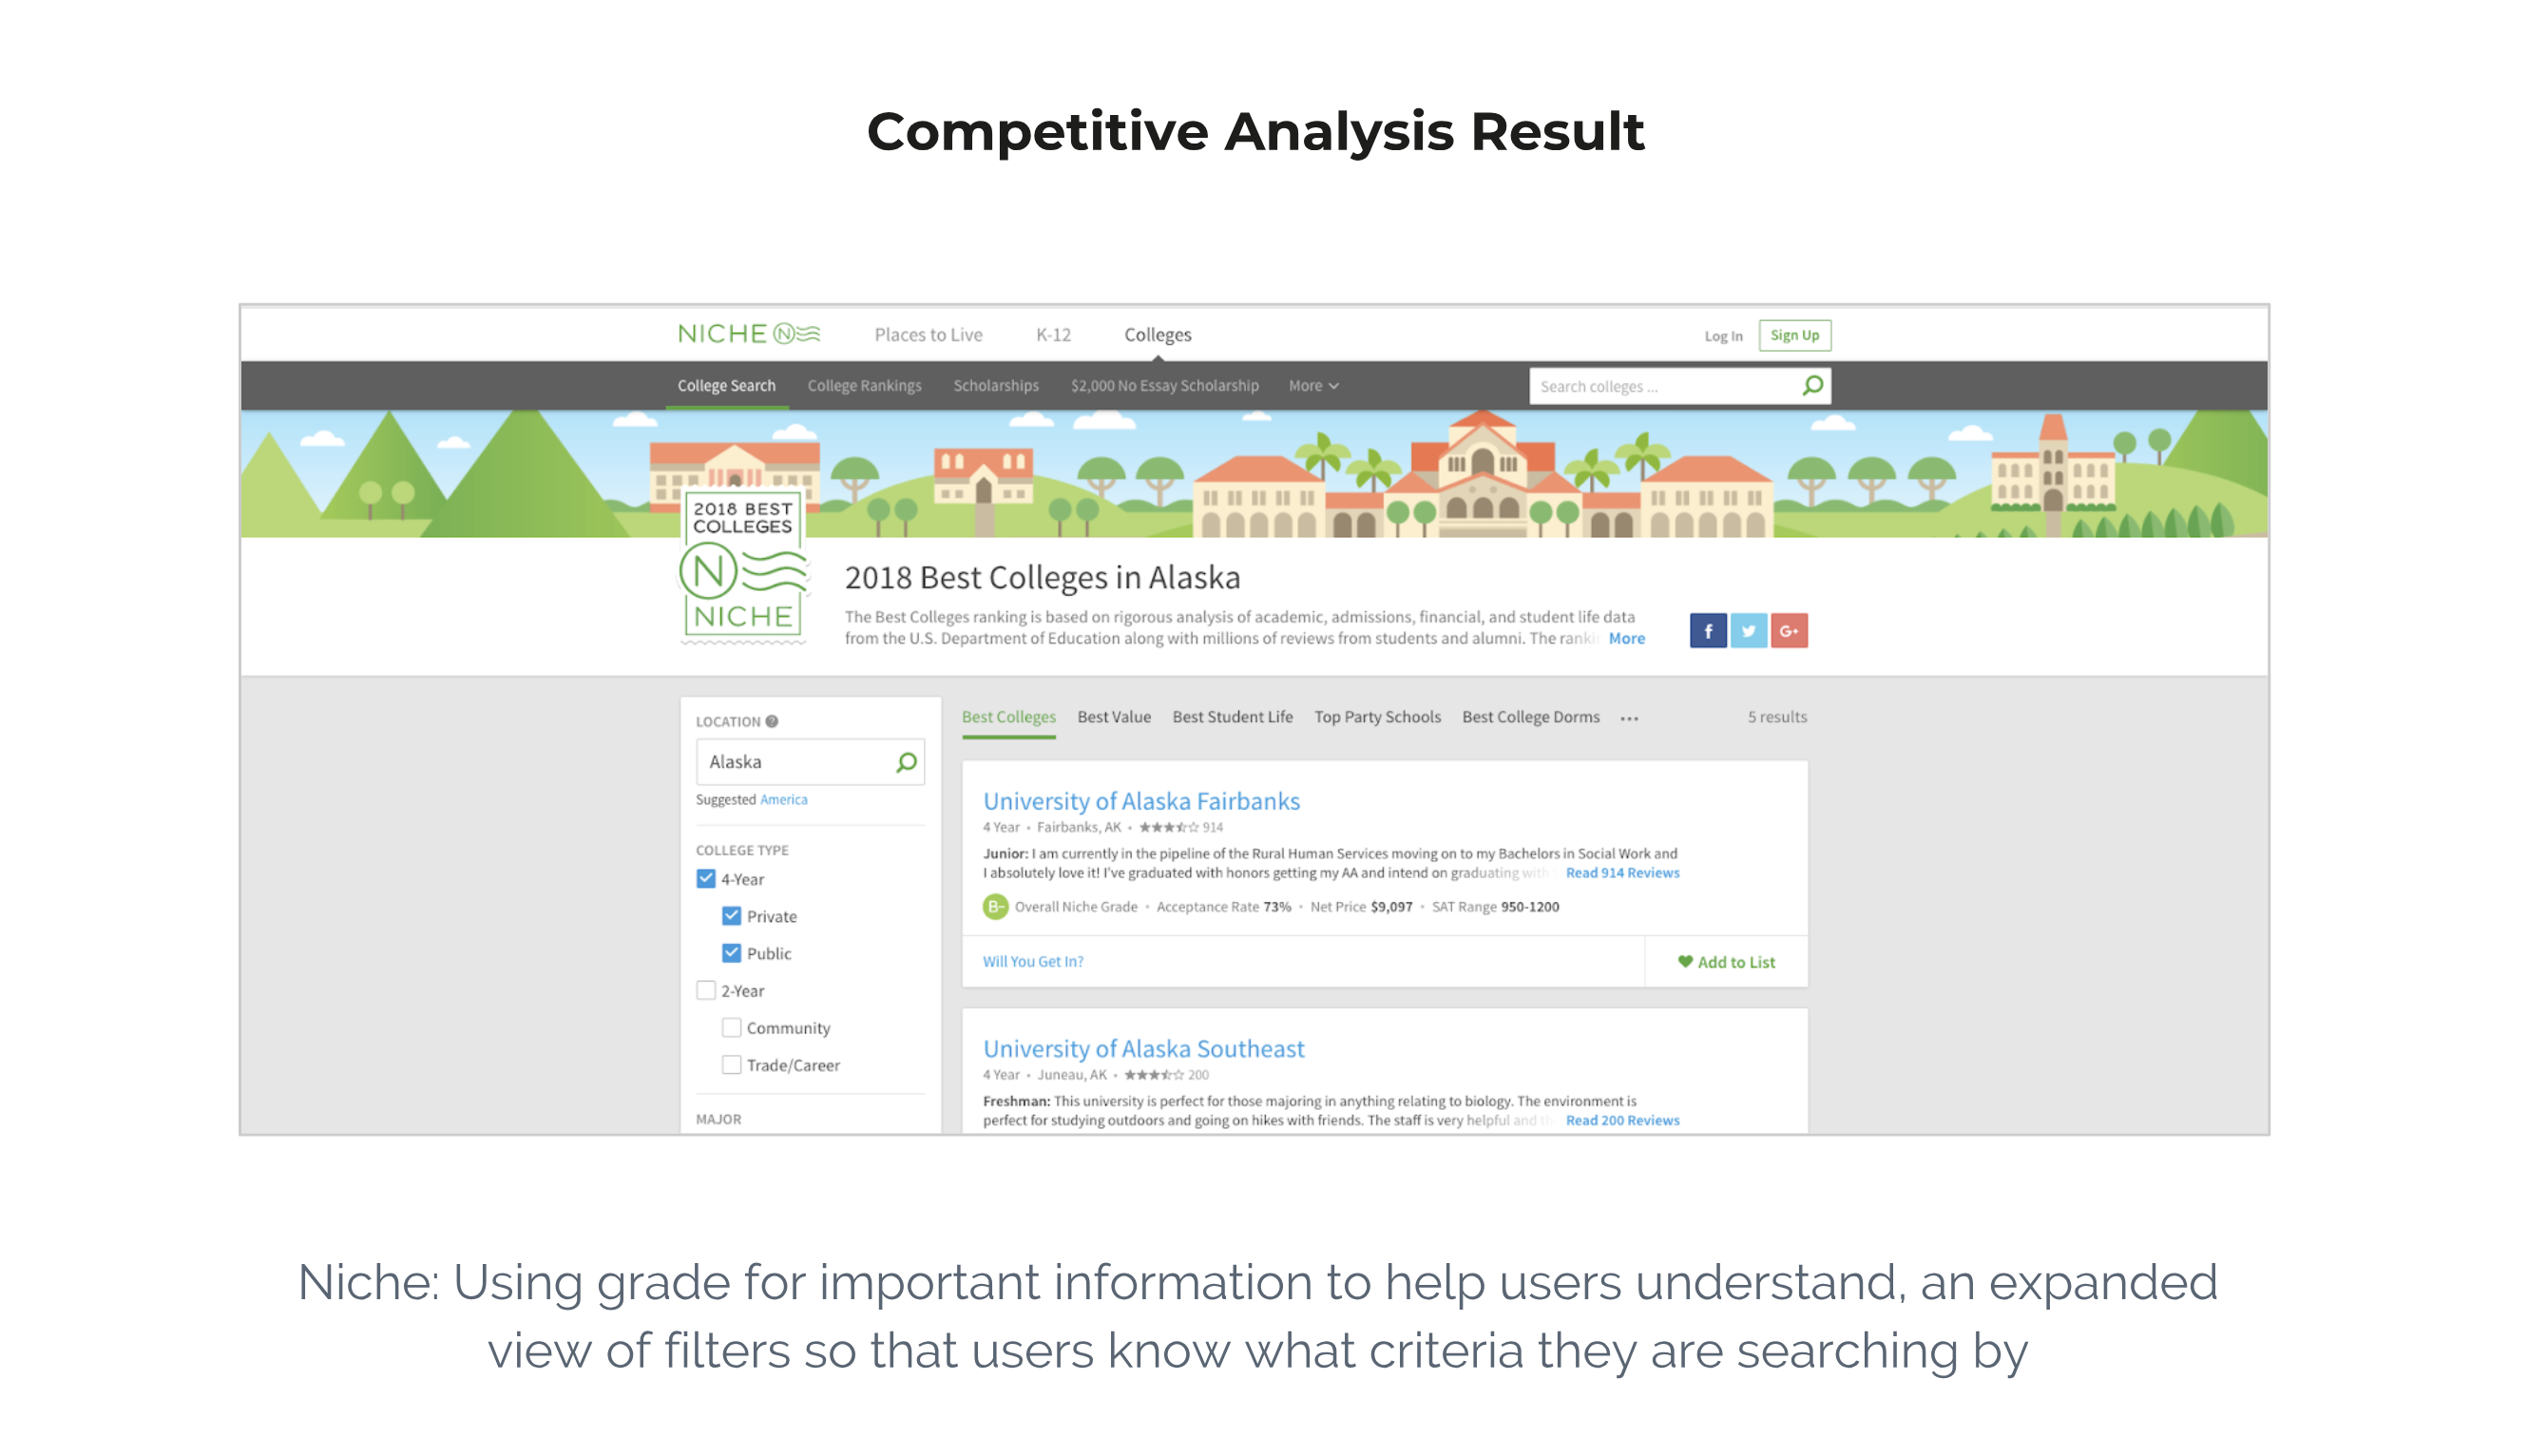 Competitive Analysis Result
NICHE N
Places to Live
K-12
Colleges
Log In
Sign Up
College Search
College Rankings
Scholarships
$2,000 No Essay Scholarship
More
Search colleges ...
2018 BEST
COLLEGES
N
NICHE
2018 Best Colleges in Alaska
The Best Colleges ranking is based on rigorous analysis of academic, admissions, financial, and student life data
from the U.S. Department of Education along with millions of reviews from students and alumni. The ranki More
f
G+
LOCATION ?
Alaska
Suggested America
COLLEGE TYPE
4-Year
Private
Public
2-Year
Community
Trade/Career
MAJOR
Best Colleges
Best Value
Best Student Life
Top Party Schools
Best College Dorms
...
5 results
University of Alaska Fairbanks
4 Year • Fairbanks, AK • ★★★☆ 914
Junior: I am currently in the pipeline of the Rural Human Services moving on to my Bachelors in Social Work and
I absolutely love it! I've graduated with honors getting my AA and intend on graduating with Read 914 Reviews
B- Overall Niche Grade • Acceptance Rate 73% • Net Price $9,097 • SAT Range 950-1200
Will You Get In?
Add to List
University of Alaska Southeast
4 Year • Juneau, AK • ★★★☆ 200
Freshman: This university is perfect for those majoring in anything relating to biology. The environment is
perfect for studying outdoors and going on hikes with friends. The staff is very helpful and th Read 200 Reviews
Niche: Using grade for important information to help users understand, an expanded
view of filters so that users know what criteria they are searching by